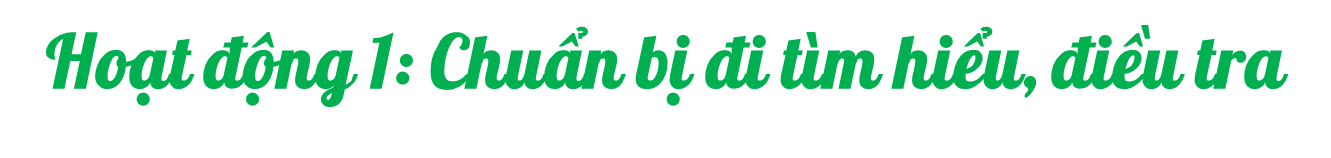 Hoạt động 1: Chuẩn bị đi tìm hiểu, điều tra